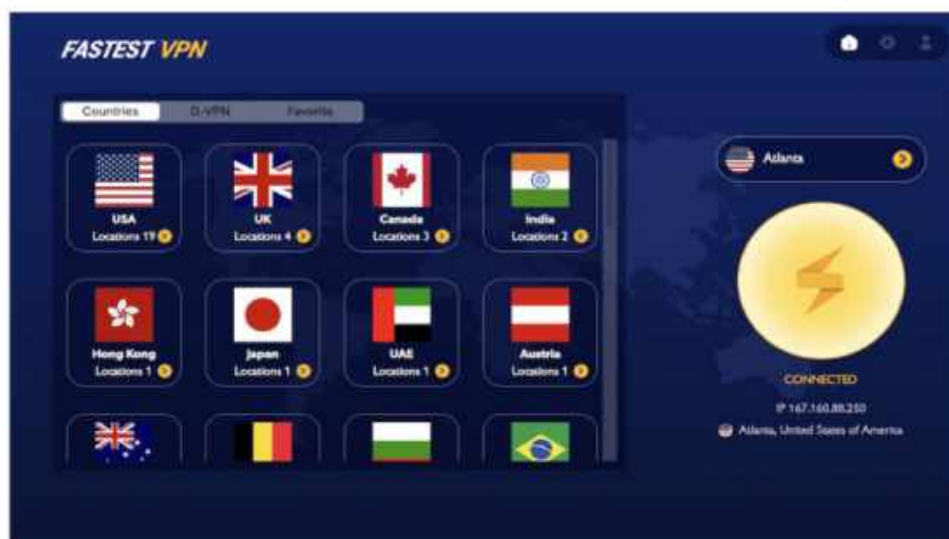 FASTEST VPN
Countries D-VPN Favorite
USA
Locations 19
UK
Locations 4
Canada
Locations 3
India
Locations 2
Hong Kong
Locations 1
Japan
Locations 1
UAE
Locations 1
Austria
Locations 1
Atlanta
CONNECTED
IP 167.160.88.250
Atlanta, United States of America